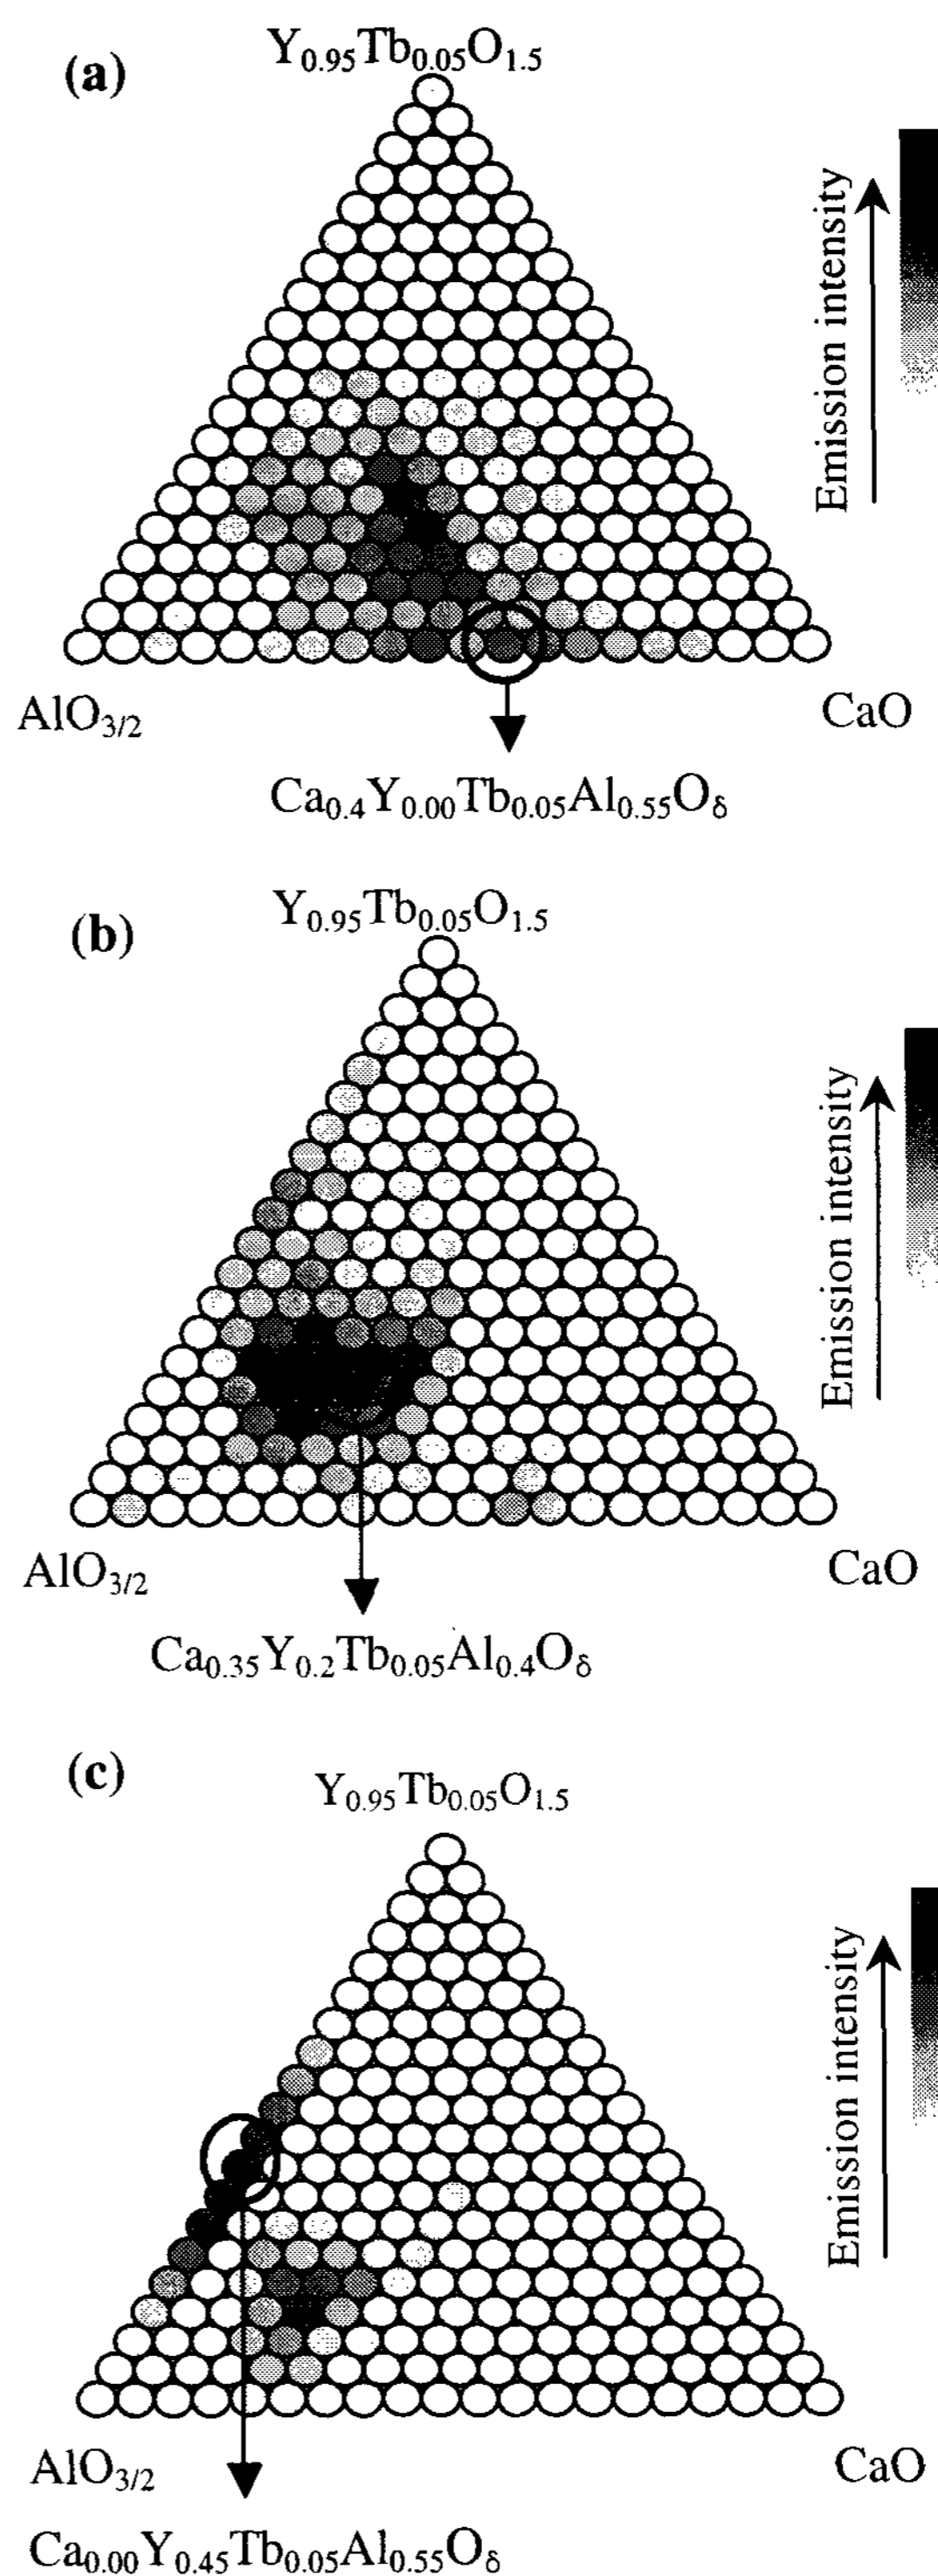 (a)
Y₀.₉₅Tb₀.₀₅O₁.₅
Emission intensity
AlO₃/₂
CaO
Ca₀.₄Y₀.₀₀Tb₀.₀₅Al₀.₅₅Oδ
(b)
Y₀.₉₅Tb₀.₀₅O₁.₅
Emission intensity
AlO₃/₂
CaO
Ca₀.₃₅Y₀.₂Tb₀.₀₅Al₀.₄Oδ
(c)
Y₀.₉₅Tb₀.₀₅O₁.₅
Emission intensity
AlO₃/₂
CaO
Ca₀.₀₀Y₀.₄₅Tb₀.₀₅Al₀.₅₅Oδ